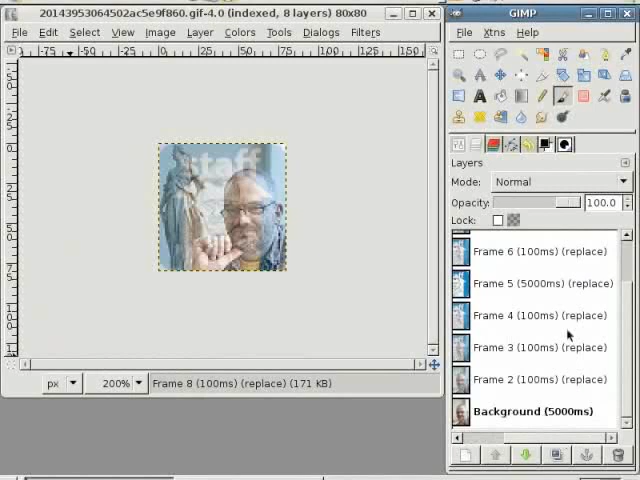 20143953064502ac5e9f860.gif-4.0 (indexed, 8 layers) 80x80
File Edit Select View Image Layer Colors Tools Dialogs Filters
-50 -25 0 25 50 75 100 125 150
staff
px 200% Frame 8 (100ms) (replace) (171 KB)
GIMP
File Xtns Help
Layers
Mode: Normal
Opacity: 100.0
Lock:
Frame 6 (100ms) (replace)
Frame 5 (5000ms) (replace)
Frame 4 (100ms) (replace)
Frame 3 (100ms) (replace)
Frame 2 (100ms) (replace)
Background (5000ms)